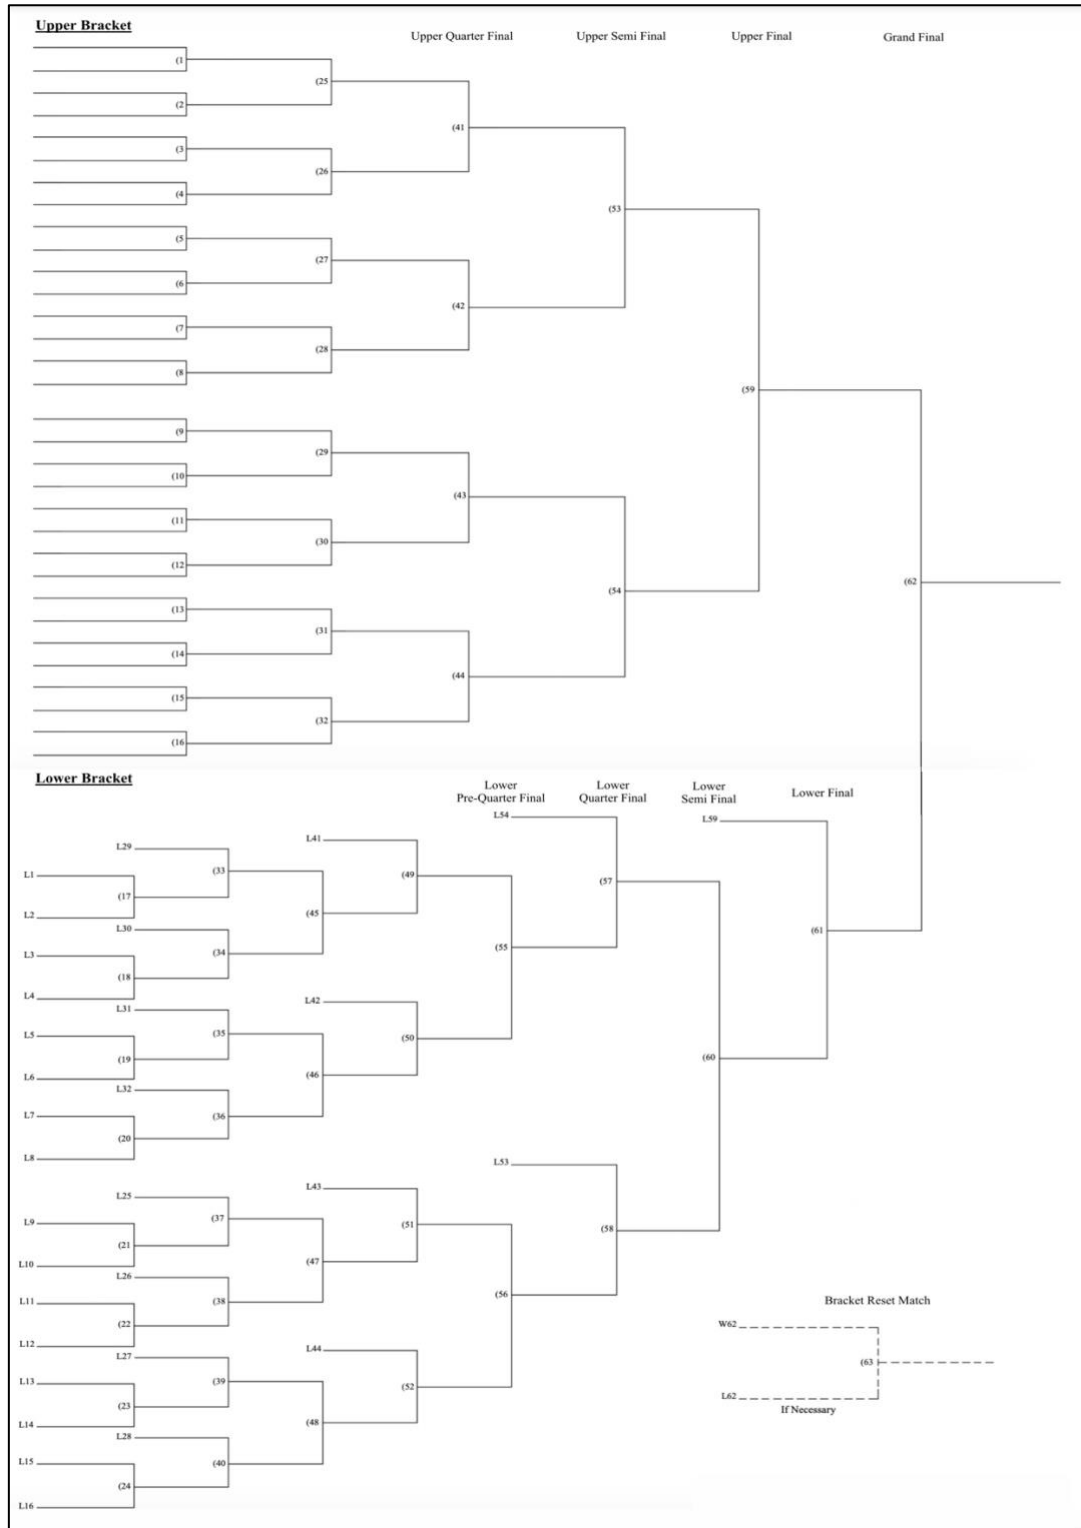 Upper Bracket
Upper Quarter Final
Upper Semi Final
Upper Final
Grand Final
(1
(2
(3
(4
(5
(6
(7
(8
(9
(10
(11
(12
(13
(14
(15
(16
(25
(26
(27
(28
(29
(30
(31
(32
(41
(42
(43
(44
(53
(54
(59
(62
Lower Bracket
Lower
Pre-Quarter Final
Lower
Quarter Final
Lower
Semi Final
Lower Final
L1
L2
L3
L4
L5
L6
L7
L8
L9
L10
L11
L12
L13
L14
L15
L16
L29
(17
L30
(18
L31
(19
L32
(20
L25
(21
L26
(22
L27
(23
L28
(24
(33
(34
(35
(36
(37
(38
(39
(40
L41
(45
L42
(46
L43
(47
L44
(48
(49
(50
(51
(52
L54
(55
L53
(56
(57
(58
L59
(60
(61
Bracket Reset Match
W62
(63
L62
If Necessary